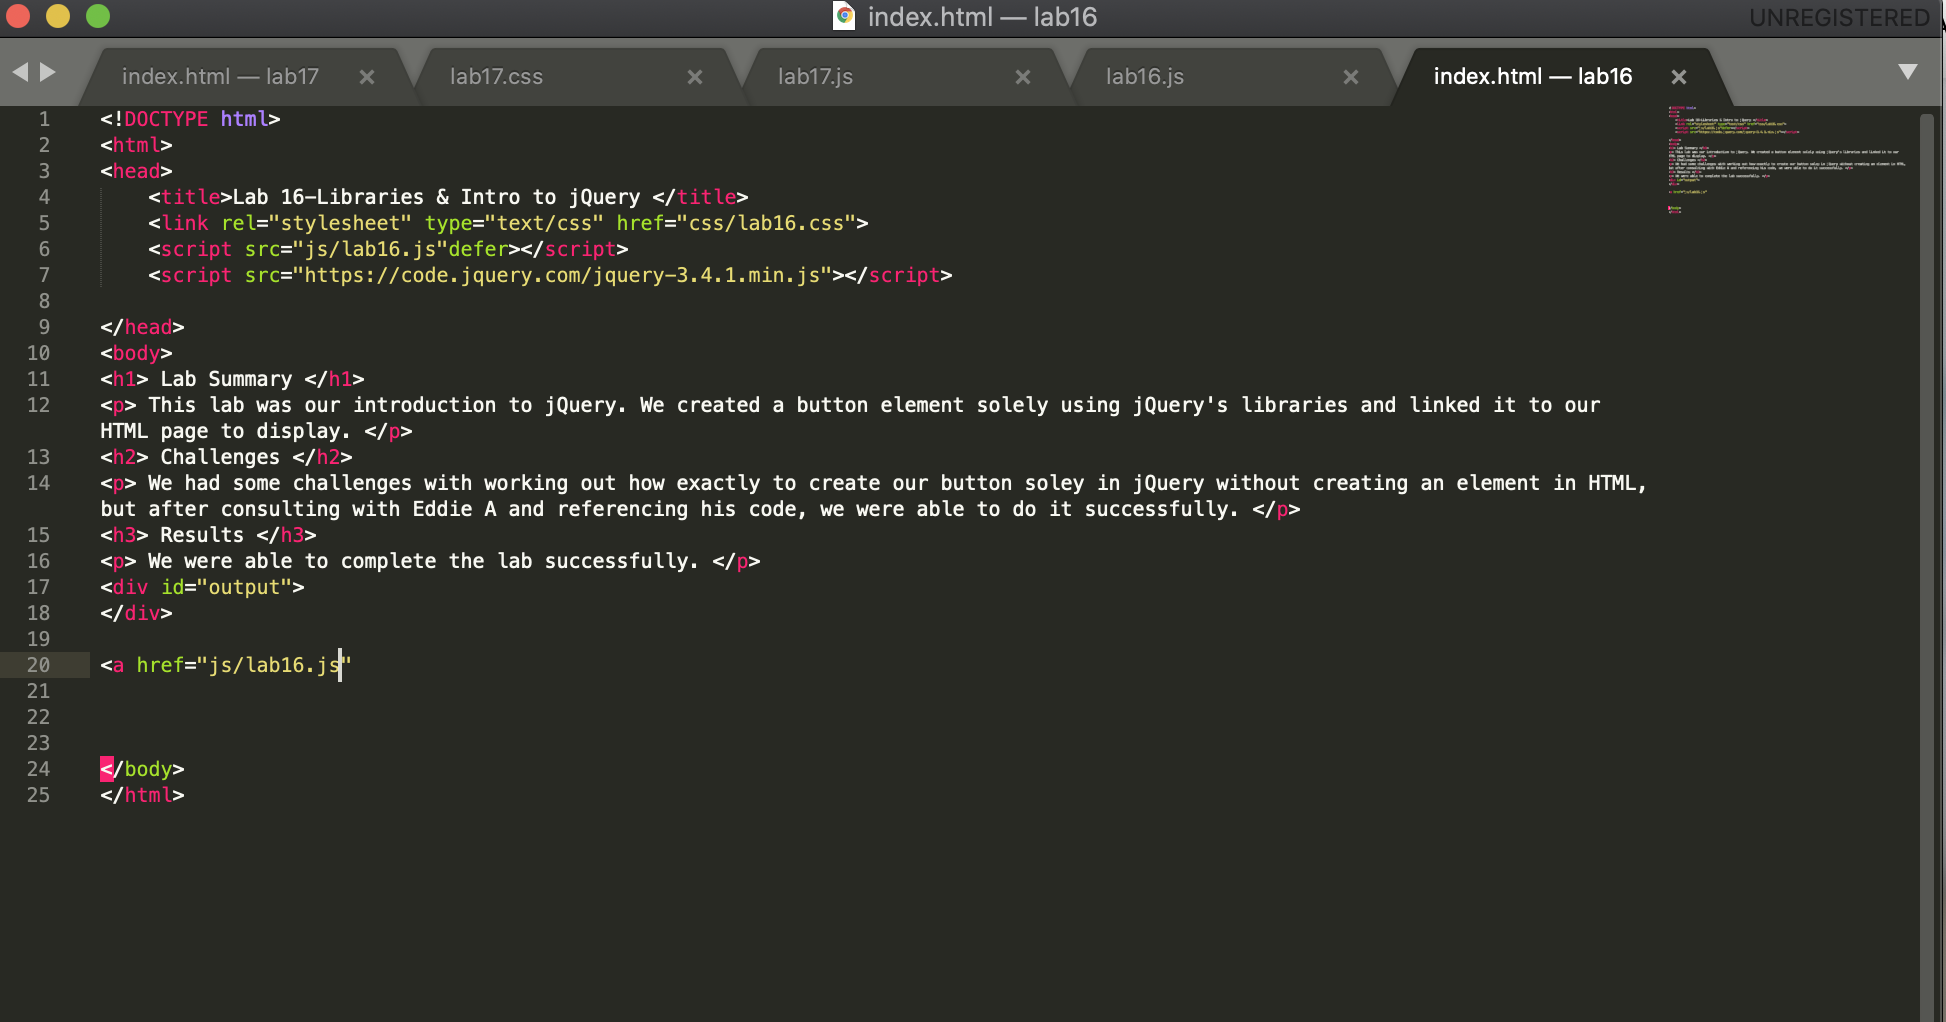 index.html — lab16
UNREGISTERED
index.html — lab17
lab17.css
lab17.js
lab16.js
index.html — lab16
1 <!DOCTYPE html>
2 <html>
3 <head>
4 <title>Lab 16-Libraries & Intro to jQuery </title>
5 <link rel="stylesheet" type="text/css" href="css/lab16.css">
6 <script src="js/lab16.js"defer></script>
7 <script src="https://code.jquery.com/jquery-3.4.1.min.js"></script>
8
9 </head>
10 <body>
11 <h1> Lab Summary </h1>
12 <p> This lab was our introduction to jQuery. We created a button element solely using jQuery's libraries and linked it to our
HTML page to display. </p>
13 <h2> Challenges </h2>
14 <p> We had some challenges with working out how exactly to create our button soley in jQuery without creating an element in HTML,
but after consulting with Eddie A and referencing his code, we were able to do it successfully. </p>
15 <h3> Results </h3>
16 <p> We were able to complete the lab successfully. </p>
17 <div id="output">
18 </div>
19
20 <a href="js/lab16.js"
21
22
23
24 </body>
25 </html>